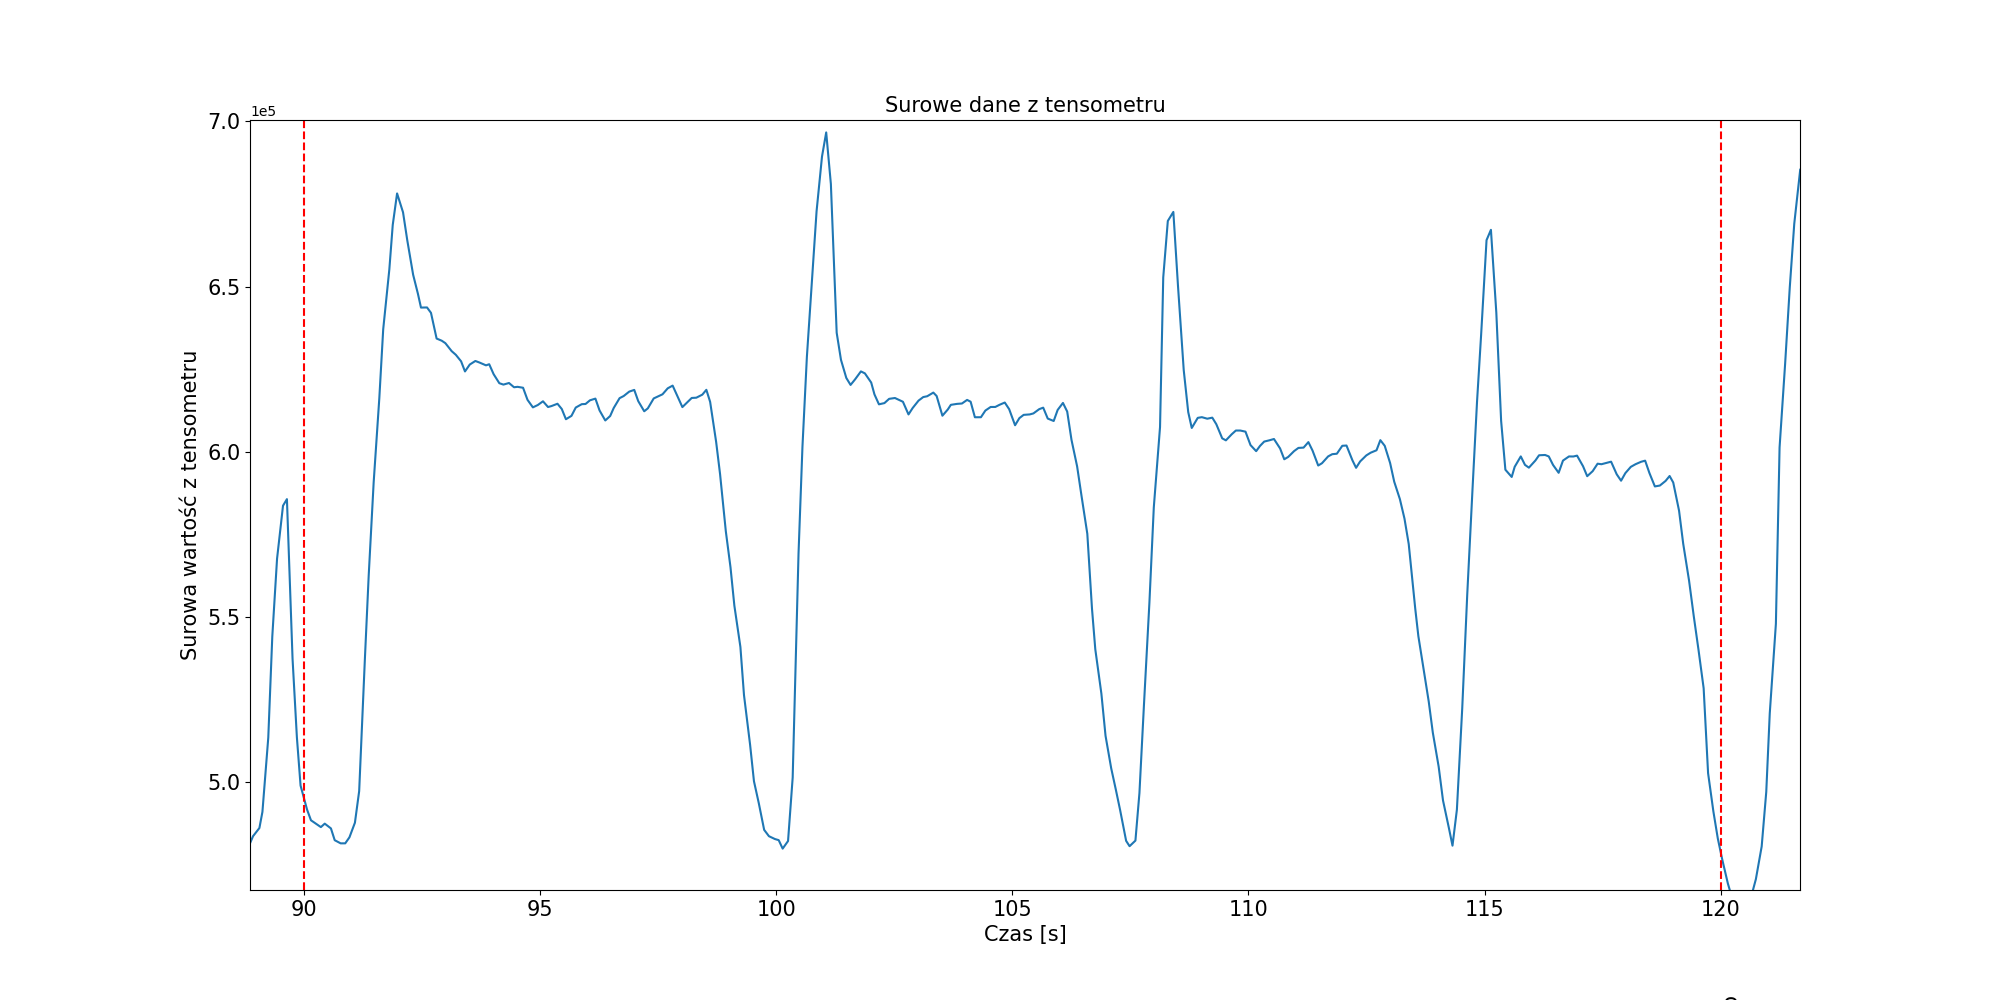 Surowe dane z tensometru
1e5
7.0
6.5
6.0
5.5
5.0
Surowa wartość z tensometru
90 95 100 105 110 115 120
Czas [s]